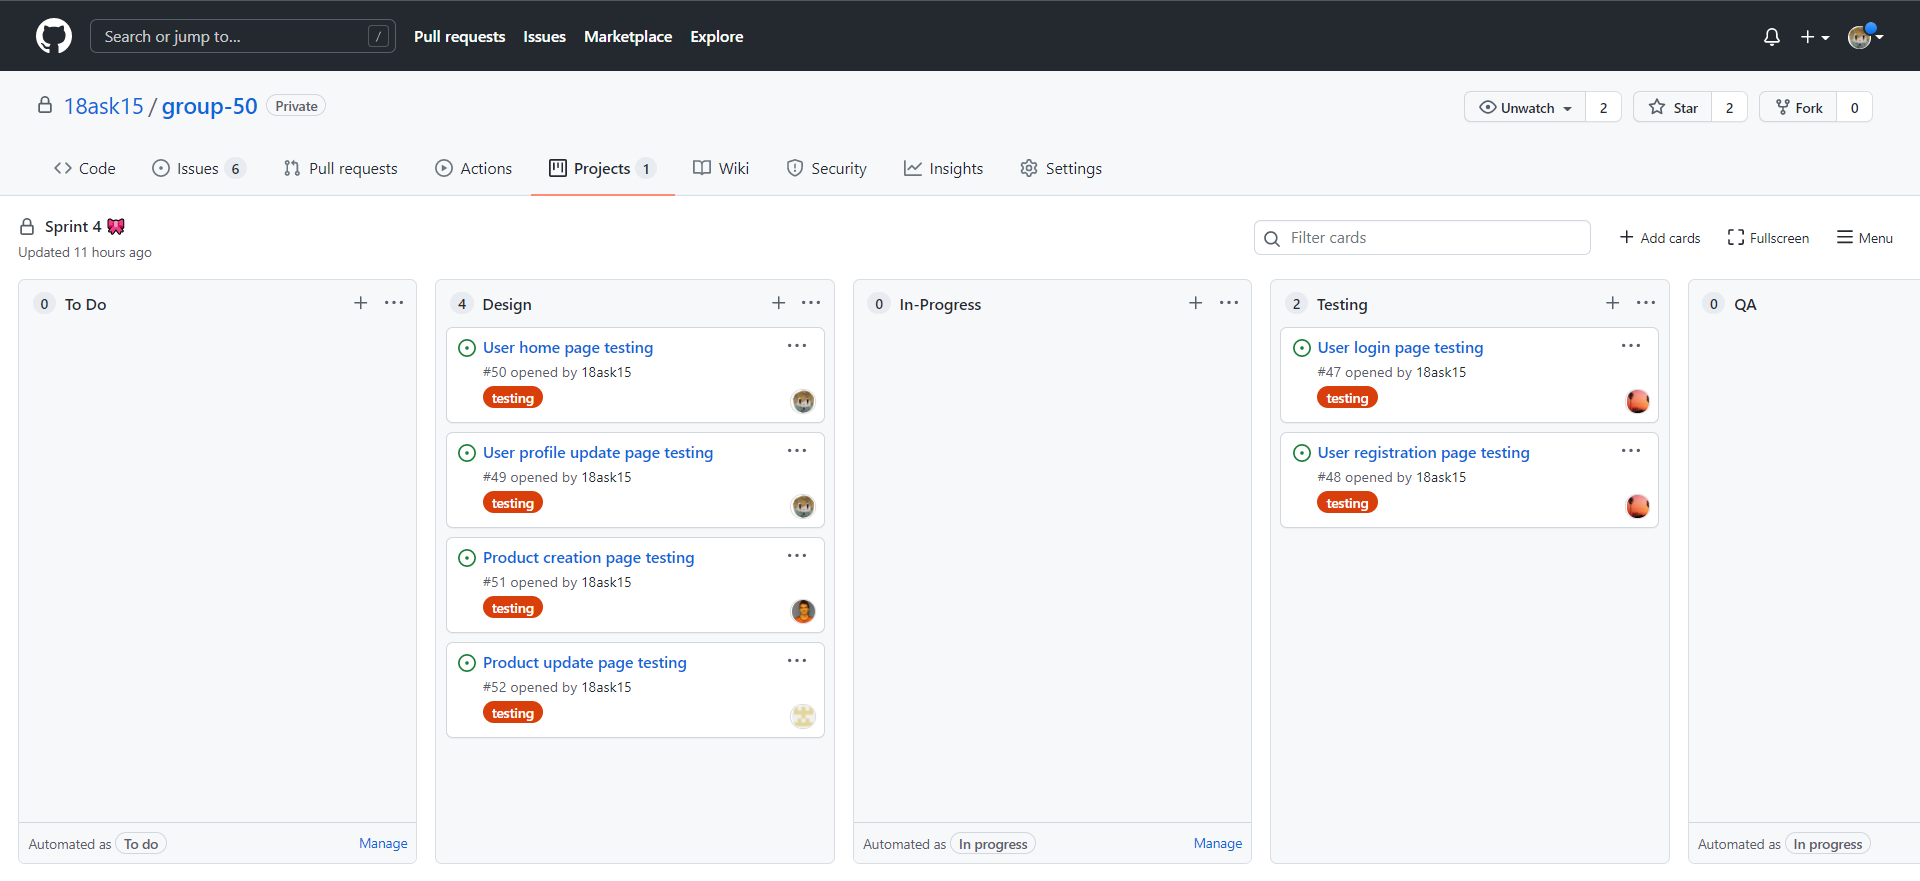 Search or jump to... /
Pull requests Issues Marketplace Explore
18ask15 / group-50 Private
Unwatch 2 Star 2 Fork 0
Code Issues 6 Pull requests Actions Projects 1 Wiki Security Insights Settings
Sprint 4
Updated 11 hours ago
Filter cards
Add cards Fullscreen Menu
0 To Do
Automated as To do Manage
4 Design
User home page testing
#50 opened by 18ask15
testing
User profile update page testing
#49 opened by 18ask15
testing
Product creation page testing
#51 opened by 18ask15
testing
Product update page testing
#52 opened by 18ask15
testing
0 In-Progress
Automated as In progress Manage
2 Testing
User login page testing
#47 opened by 18ask15
testing
User registration page testing
#48 opened by 18ask15
testing
0 QA
Automated as In progress